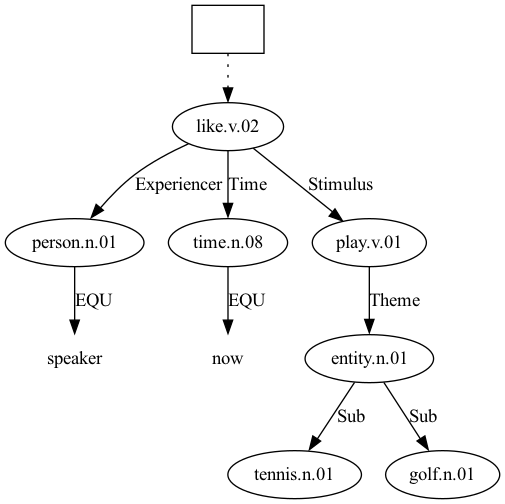 like.v.02
Experiencer Time Stimulus
person.n.01 time.n.08 play.v.01
EQU EQU Theme
speaker now entity.n.01
Sub Sub
tennis.n.01 golf.n.01